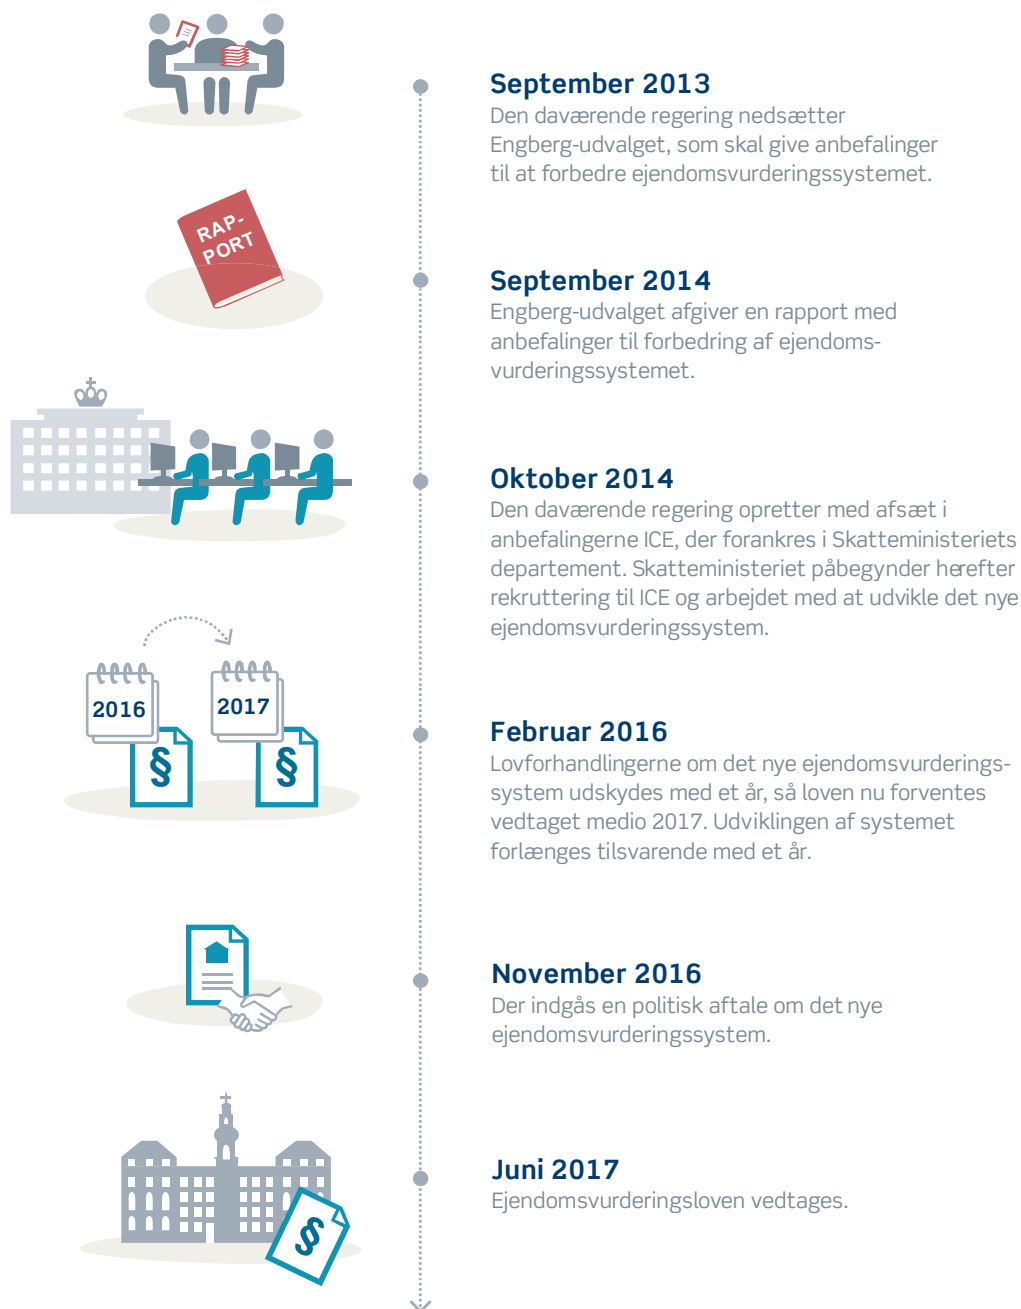 September 2013
Den daværende regering nedsætter
Engberg-udvalget, som skal give anbefalinger
til at forbedre ejendomsvurderingssystemet.
RAP-
PORT
September 2014
Engberg-udvalget afgiver en rapport med
anbefalinger til forbedring af ejendoms-
vurderingssystemet.
Oktober 2014
Den daværende regering opretter med afsæt i
anbefalingerne ICE, der forankres i Skatteministeriets
departement. Skatteministeriet påbegynder herefter
rekruttering til ICE og arbejdet med at udvikle det nye
ejendomsvurderingssystem.
2016
2017
§
§
Februar 2016
Lovforhandlingerne om det nye ejendomsvurderings-
system udskydes med et år, så loven nu forventes
vedtaget medio 2017. Udviklingen af systemet
forlænges tilsvarende med et år.
November 2016
Der indgås en politisk aftale om det nye
ejendomsvurderingssystem.
Juni 2017
Ejendomsvurderingsloven vedtages.
§